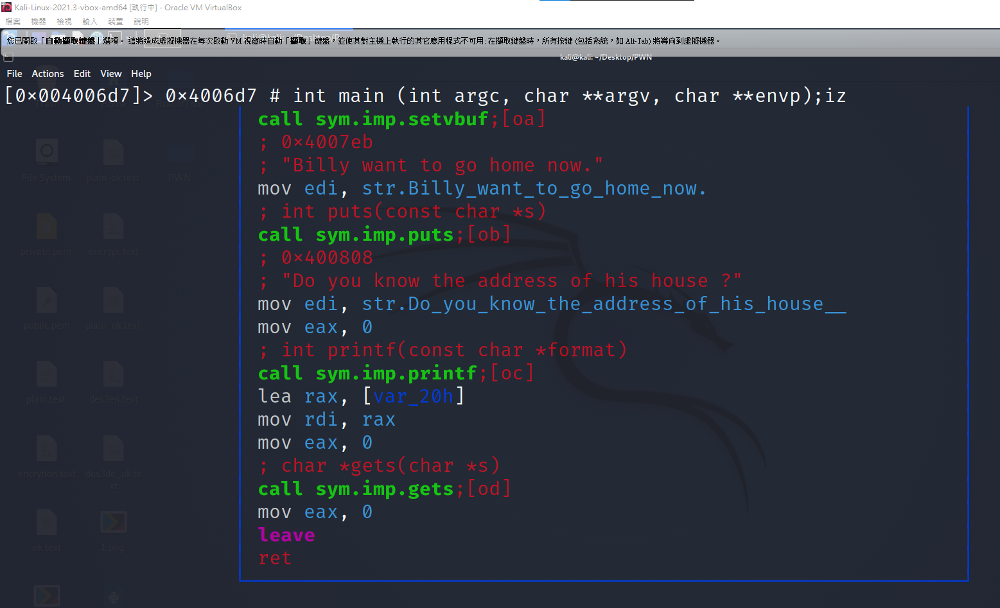 Kali-Linux-2021.3-vbox-amd64 [執行中] - Oracle VM VirtualBox
檔案 機器 檢視 輸入 裝置 說明
您已開啟「自動擷取鍵盤」選項。 這將造成虛擬機器在每次啟動 VM 視窗時自動「擷取」鍵盤，並使其對主機上執行的其它應用程式不可用: 在擷取鍵盤時，所有按鍵 (包括系統，如 Alt-Tab) 將導向到虛擬機器。
kali@kali: ~/Desktop/PWN
File Actions Edit View Help
[0×004006d7]> 0×4006d7 # int main (int argc, char **argv, char **envp);iz
call sym.imp.setvbuf;[oa]
; 0×4007eb
; "Billy want to go home now."
mov edi, str.Billy_want_to_go_home_now.
; int puts(const char *s)
call sym.imp.puts;[ob]
; 0×400808
; "Do you know the address of his house ?"
mov edi, str.Do_you_know_the_address_of_his_house__
mov eax, 0
; int printf(const char *format)
call sym.imp.printf;[oc]
lea rax, [var_20h]
mov rdi, rax
mov eax, 0
; char *gets(char *s)
call sym.imp.gets;[od]
mov eax, 0
leave
ret
File System plain-ok.text PWN
private.pem encrypt.text
public.pem plain_ok.text
plain.text des3en.text
encrytion.text des3de_ok.te
xt
ok.text 1.png